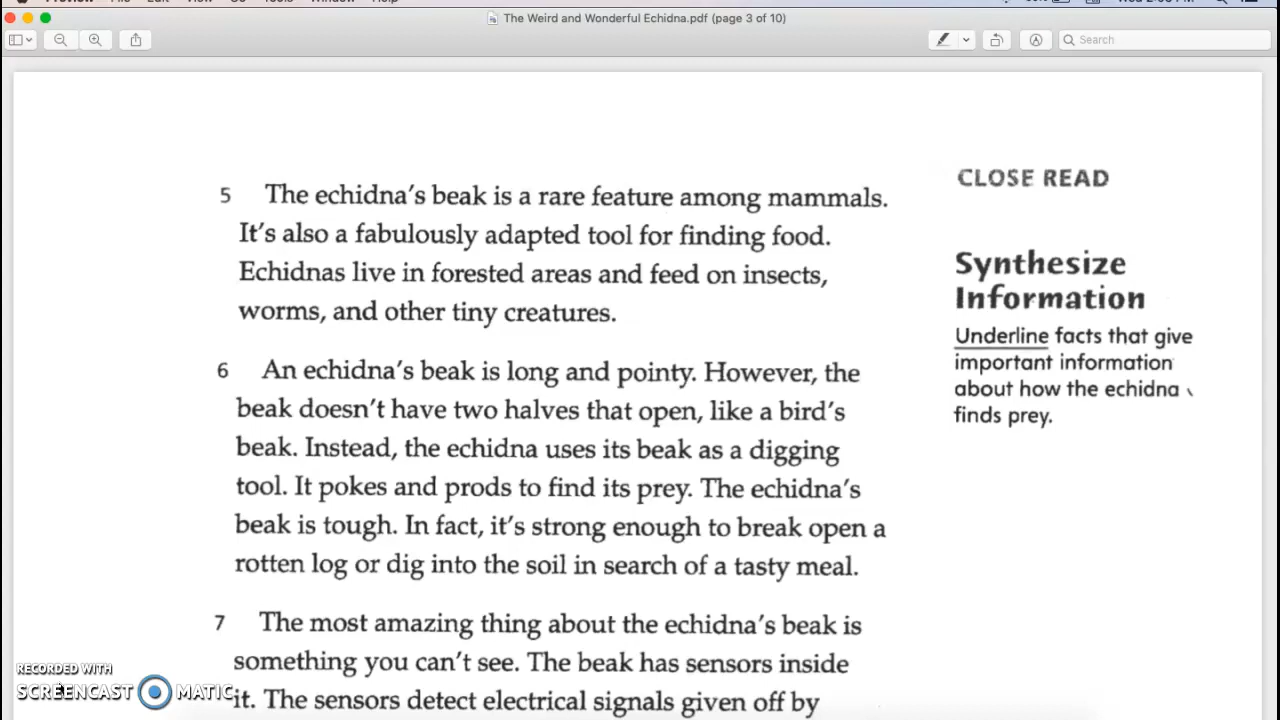 The Weird and Wonderful Echidna.pdf (page 3 of 10)
Search
5 The echidna's beak is a rare feature among mammals.
It's also a fabulously adapted tool for finding food.
Echidnas live in forested areas and feed on insects,
worms, and other tiny creatures.
6 An echidna's beak is long and pointy. However, the
beak doesn't have two halves that open, like a bird's
beak. Instead, the echidna uses its beak as a digging
tool. It pokes and prods to find its prey. The echidna's
beak is tough. In fact, it's strong enough to break open a
rotten log or dig into the soil in search of a tasty meal.
7 The most amazing thing about the echidna's beak is
something you can't see. The beak has sensors inside
it. The sensors detect electrical signals given off by
CLOSE READ
Synthesize
Information
Underline facts that give
important information
about how the echidna
finds prey.
RECORDED WITH
SCREENCAST MATIC